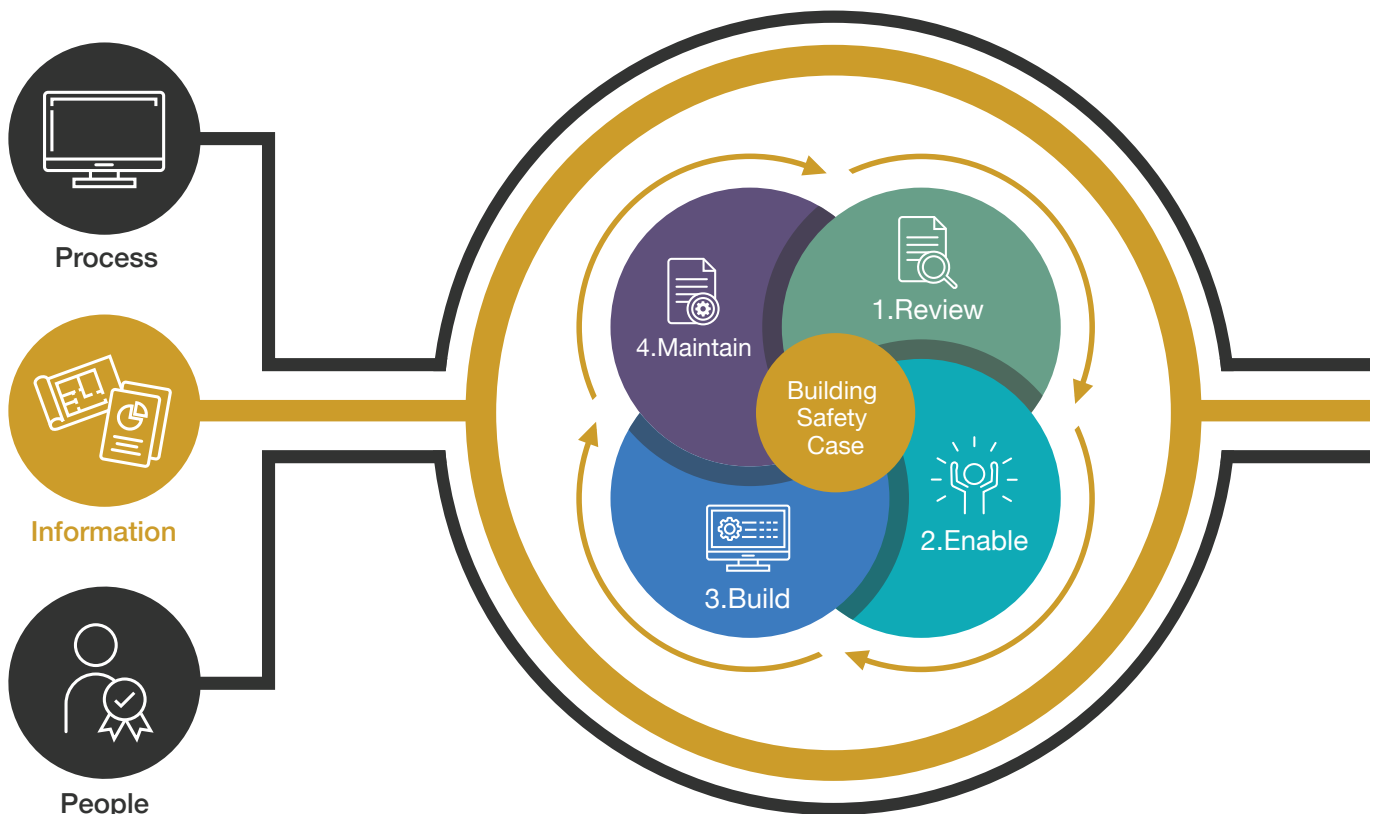 Process
Information
People
1.Review
2.Enable
3.Build
4.Maintain
Building
Safety
Case